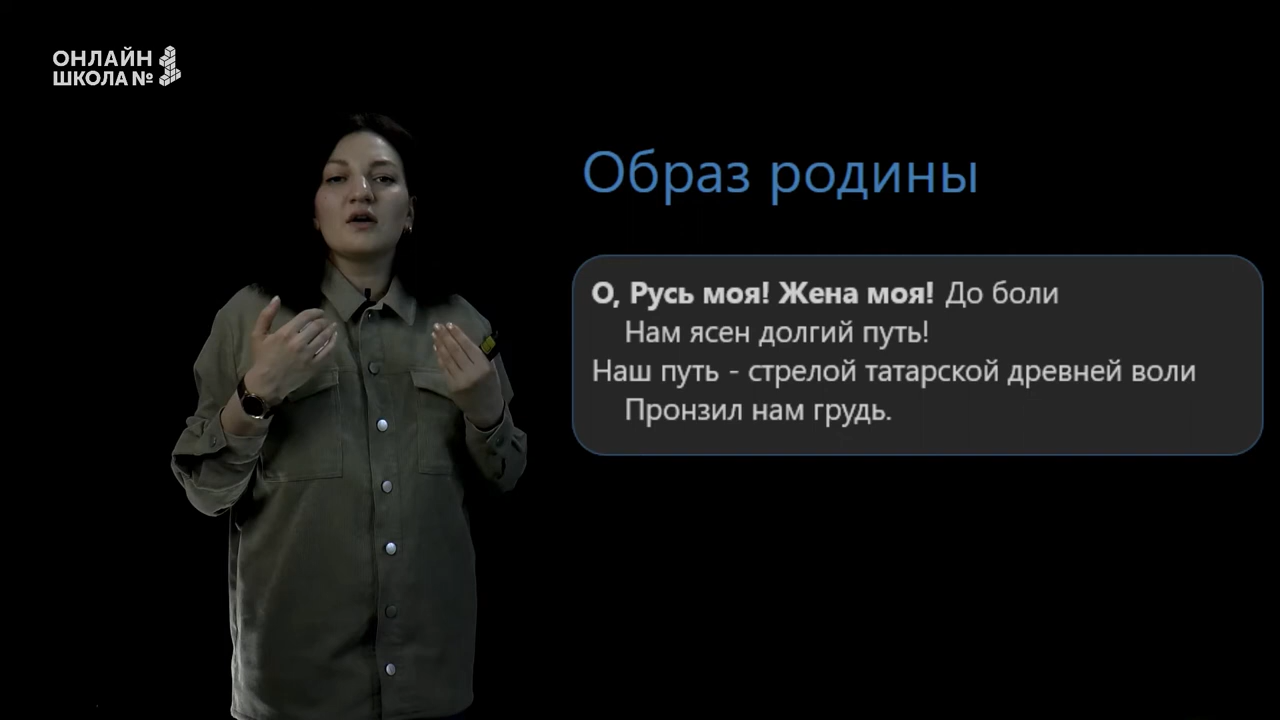 ОНЛАЙН
ШКОЛА №
Образ родины
О, Русь моя! Жена моя! До боли
Нам ясен долгий путь!
Наш путь - стрелой татарской древней воли
Пронзил нам грудь.